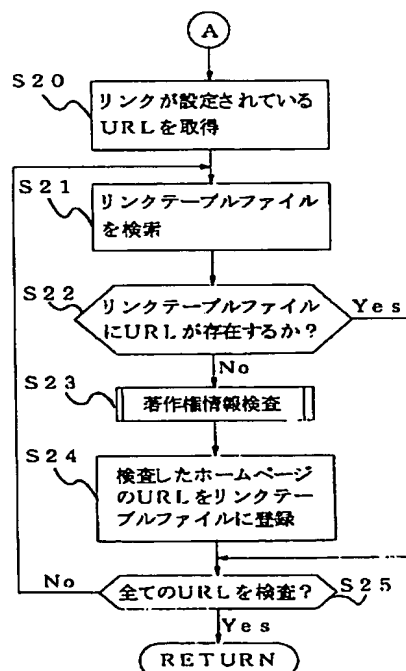 A
S20
リンクが設定されている
URLを取得
S21
リンクテーブルファイル
を検索
S22
リンクテーブルファイル
にURLが存在するか?
Yes
No
S23
著作権情報検査
S24
検査したホームページ
のURLをリンクテー
ブルファイルに登録
No
全てのURLを検査?
S25
Yes
RETURN